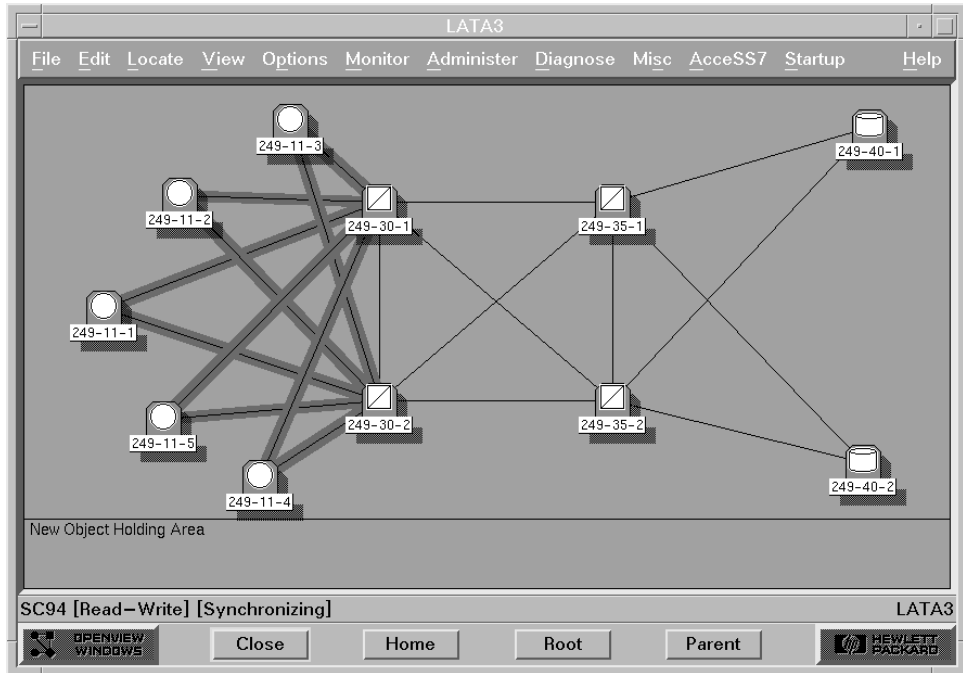 LATA3
File Edit Locate View Options Monitor Administer Diagnose Misc AcceSS7 Startup Help
249-11-3
249-40-1
249-11-2
249-30-1
249-35-1
249-11-1
249-11-5
249-30-2
249-35-2
249-11-4
249-40-2
New Object Holding Area
SC94 [Read-Write] [Synchronizing] LATA3
OPENVIEW
WINDOWS
Close Home Root Parent
hp HEWLETT
PACKARD